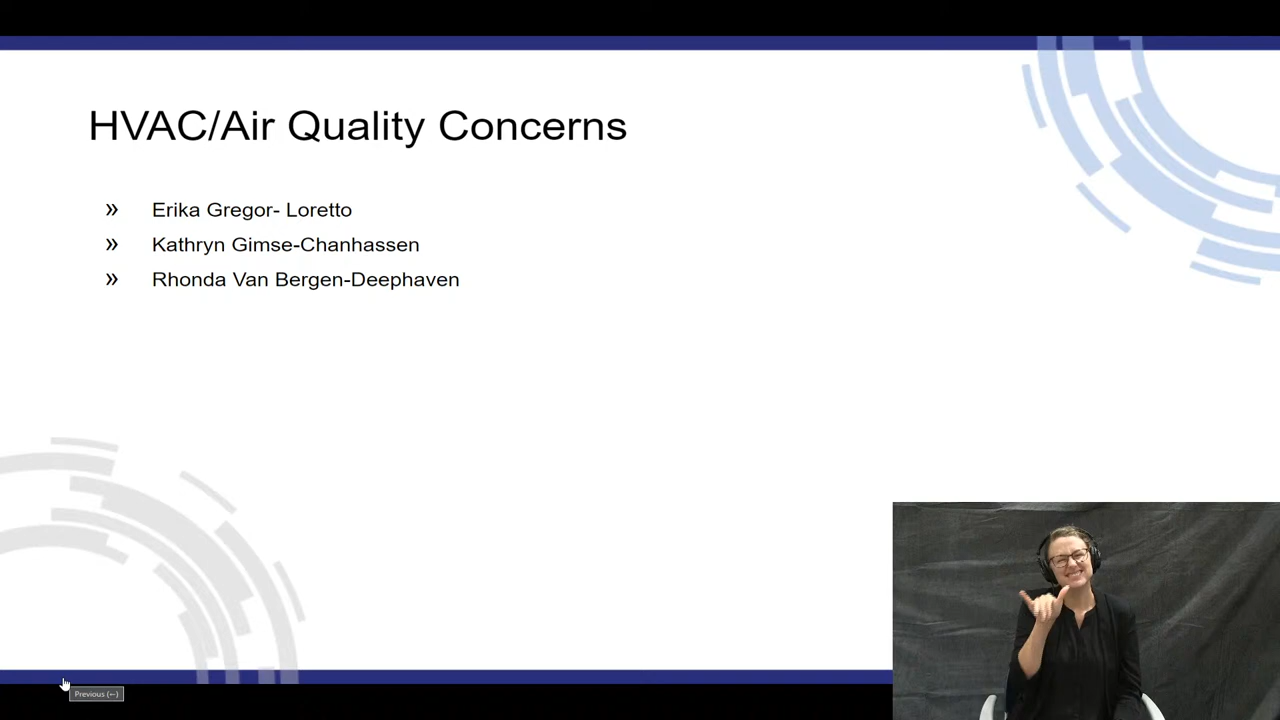 HVAC/Air Quality Concerns
» Erika Gregor- Loretto
» Kathryn Gimse-Chanhassen
» Rhonda Van Bergen-Deephaven
Previous (←)